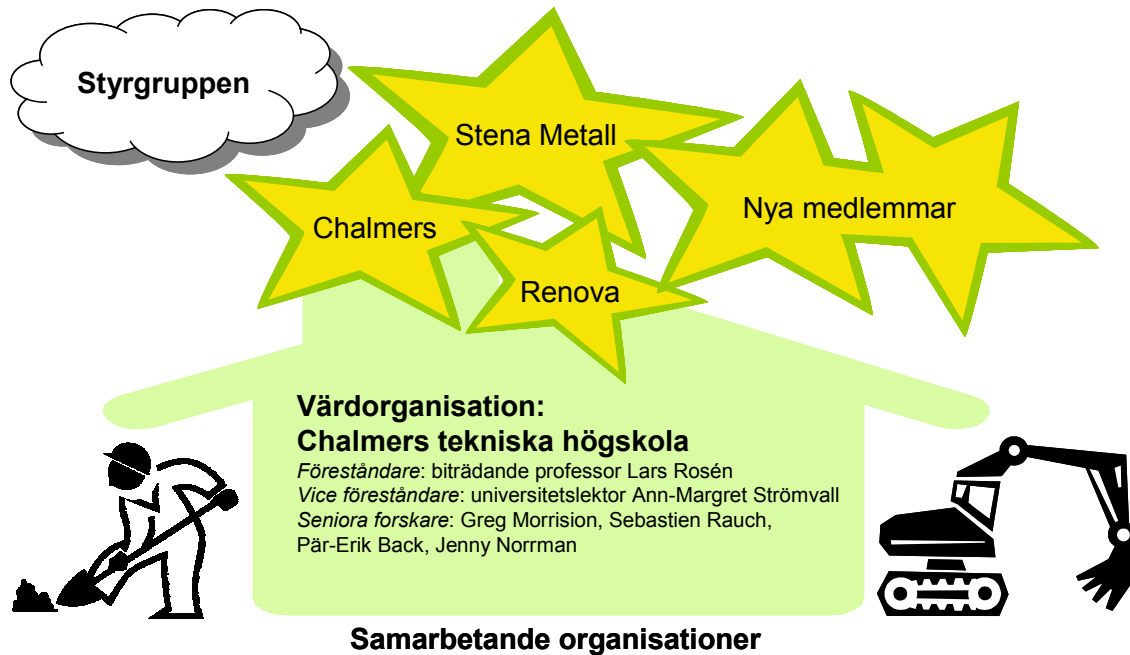 Styrgruppen
Stena Metall
Chalmers
Nya medlemmar
Renova
Värdorganisation:
Chalmers tekniska högskola
Föreståndare: biträdande professor Lars Rosén
Vice föreståndare: universitetslektor Ann-Margret Strömvall
Seniora forskare: Greg Morrision, Sebastien Rauch,
Pär-Erik Back, Jenny Norrman
Samarbetande organisationer